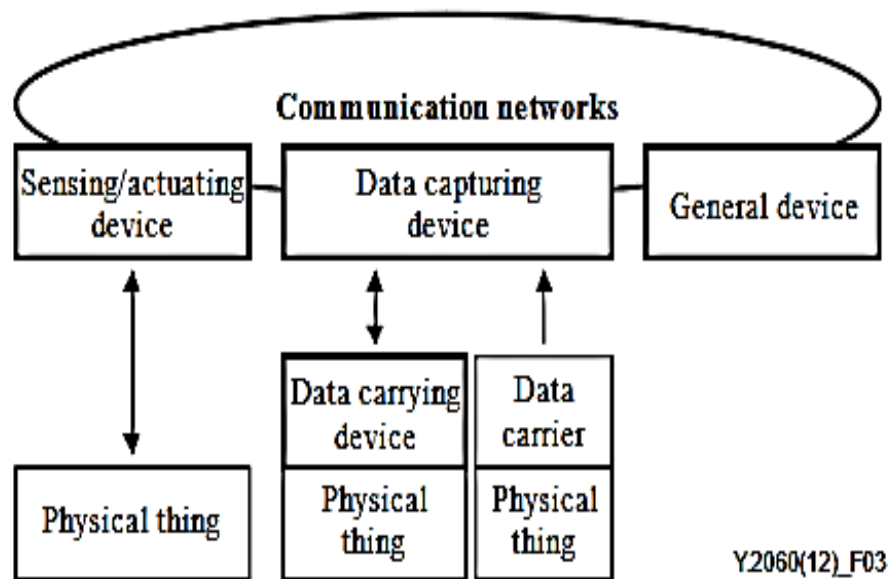 Communication networks
Sensing/actuating
device
Data capturing
device
General device
Data carrying
device
Data
carrier
Physical thing
Physical
thing
Physical
thing
Y.2060(12)_F03